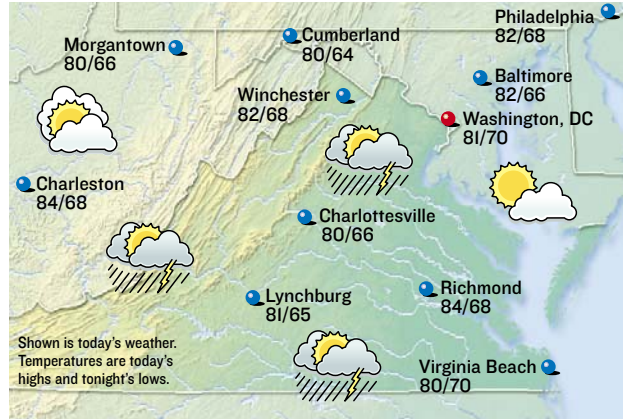 Philadelphia
82/68
Cumberland
80/64
Morgantown
80/66
Baltimore
82/66
Winchester
82/68
Washington, DC
81/70
Charleston
84/68
Charlottesville
80/66
Richmond
84/68
Lynchburg
81/65
Shown is today's weather.
Temperatures are today's
highs and tonight's lows.
Virginia Beach
80/70